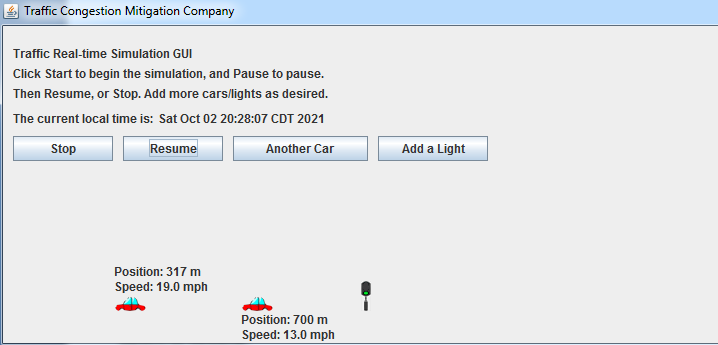 Traffic Congestion Mitigation Company
Traffic Real-time Simulation GUI
Click Start to begin the simulation, and Pause to pause.
Then Resume, or Stop. Add more cars/lights as desired.
The current local time is: Sat Oct 02 20:28:07 CDT 2021
Stop Resume Another Car Add a Light
Position: 317 m
Speed: 19.0 mph
Position: 700 m
Speed: 13.0 mph